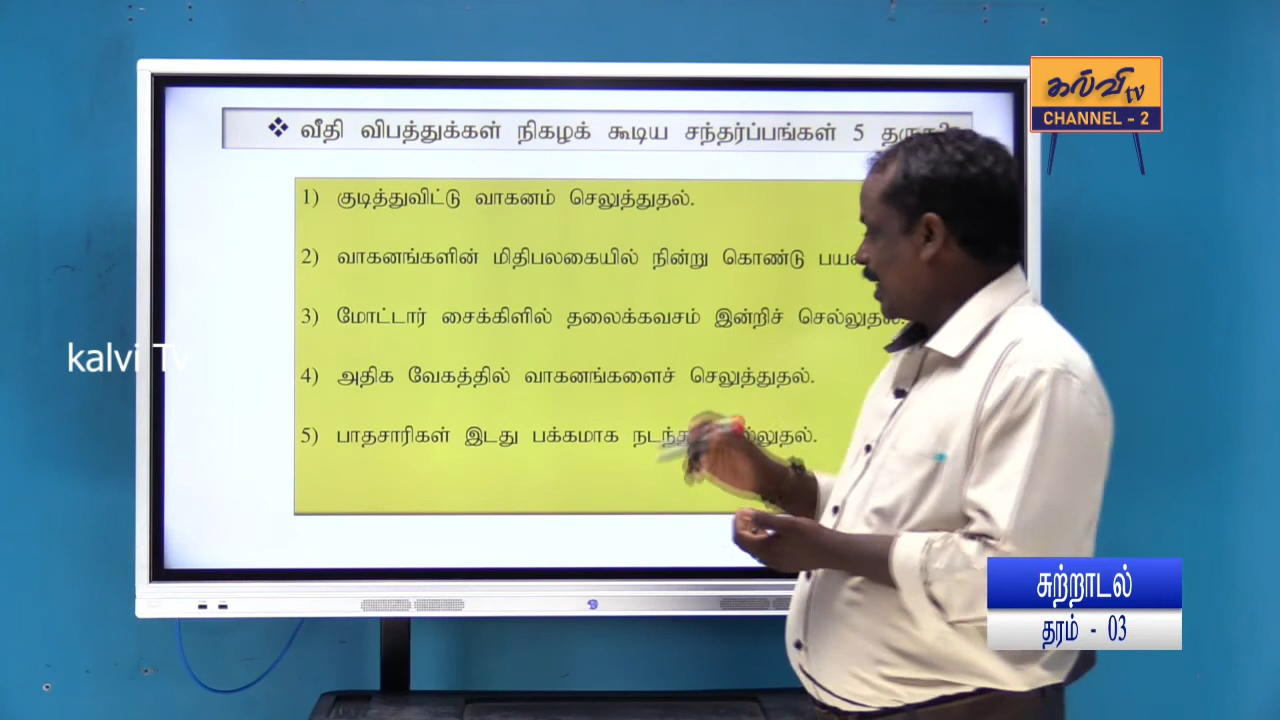 கல்வி tv
CHANNEL - 2
❖ வீதி விபத்துக்கள் நிகழக் கூடிய சந்தர்ப்பங்கள் 5
1) குடித்துவிட்டு வாகனம் செலுத்துதல்.
2) வாகனங்களின் மிதிபலகையில் நின்று கொண்டு
3) மோட்டார் சைக்கிளில் தலைக்கவசம் இன்றிச் செல்லுதல்.
kalvi Tv
4) அதிக வேகத்தில் வாகனங்களைச் செலுத்துதல்.
5) பாதசாரிகள் இடது பக்கமாக
சுற்றாடல்
தரம் - 03